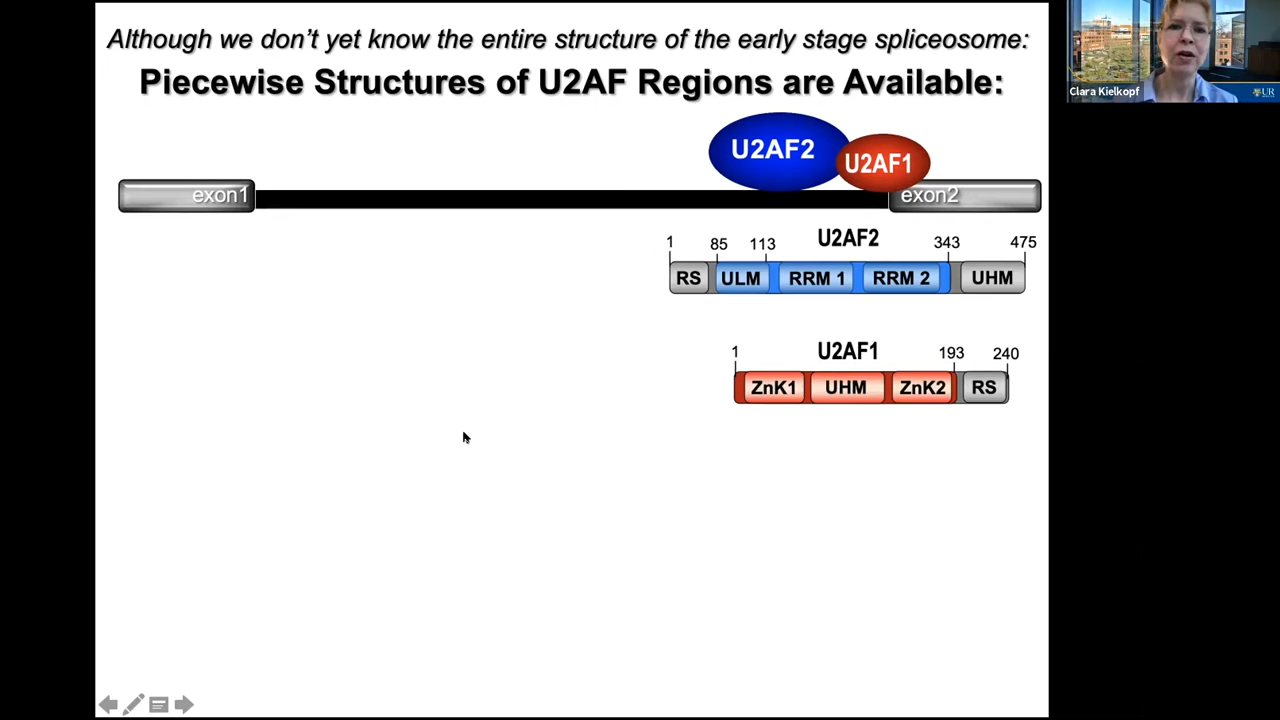 Although we don't yet know the entire structure of the early stage spliceosome:
Piecewise Structures of U2AF Regions are Available:
Clara Kielkopf
UR
U2AF2
U2AF1
exon1
exon2
1
85
113
U2AF2
343
475
RS
ULM
RRM 1
RRM 2
UHM
1
U2AF1
193
240
ZnK1
UHM
ZnK2
RS